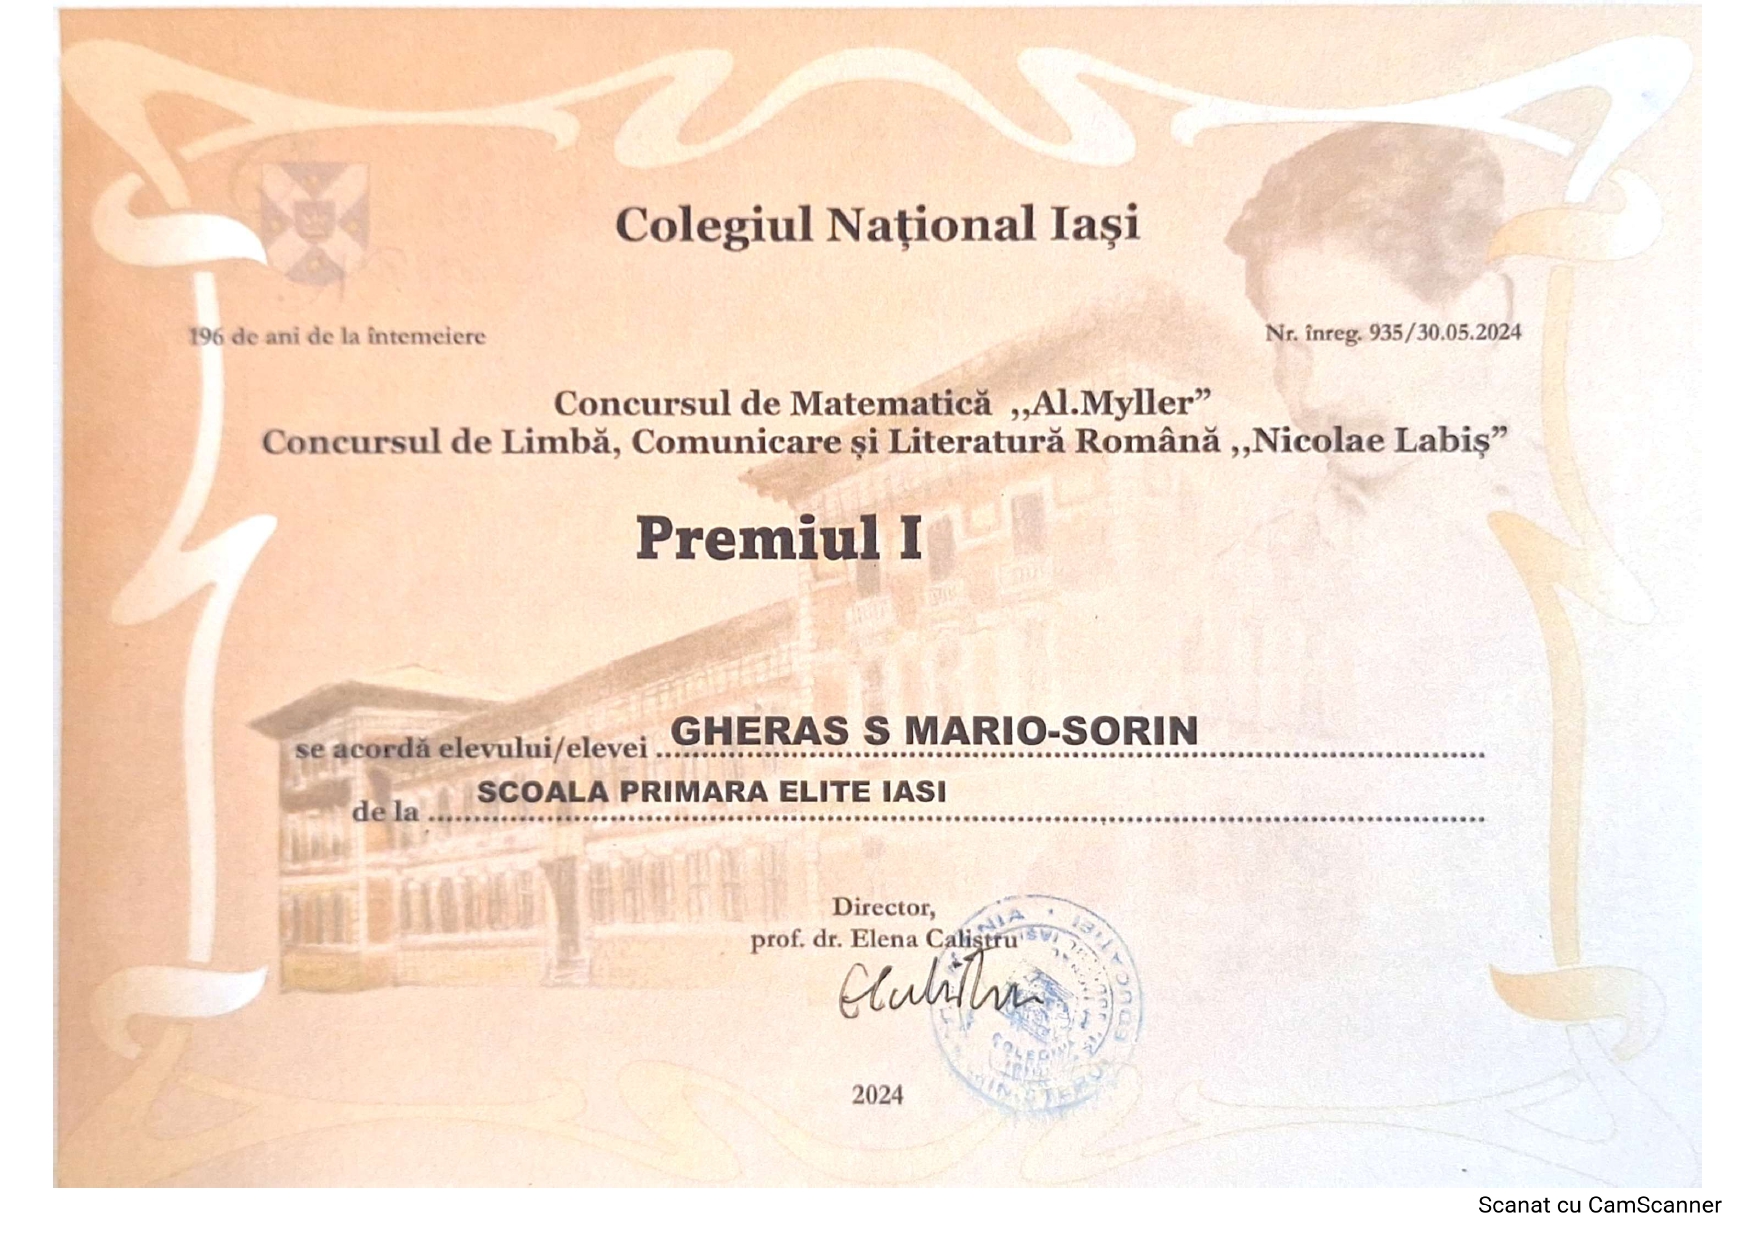 Colegiul Național Iași
196 de ani de la întemeiere
Nr. înreg. 935/30.05.2024
Concursul de Matematică ,,Al.Myller”
Concursul de Limbă, Comunicare și Literatură Română ,,Nicolae Labiș”
Premiul I
se acordă elevului/elevei GHERAS S MARIO-SORIN
de la SCOALA PRIMARA ELITE IASI
Director,
prof. dr. Elena Calistru
2024
Scanat cu CamScanner